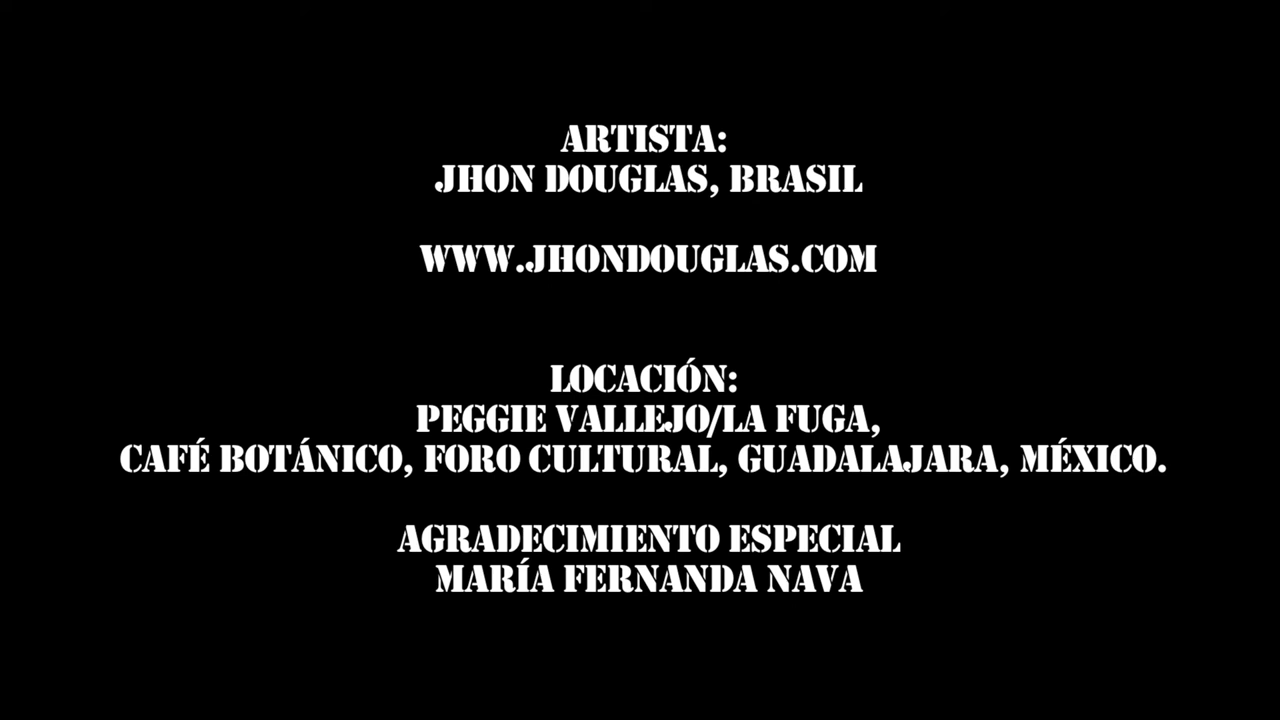 ARTISTA:
JHON DOUGLAS, BRASIL
WWW.JHONDOUGLAS.COM
LOCACIÓN:
PEGGIE VALLEJO/LA FUGA,
CAFÉ BOTÁNICO, FORO CULTURAL, GUADALAJARA, MÉXICO.
AGRADECIMIENTO ESPECIAL
MARÍA FERNANDA NAVA